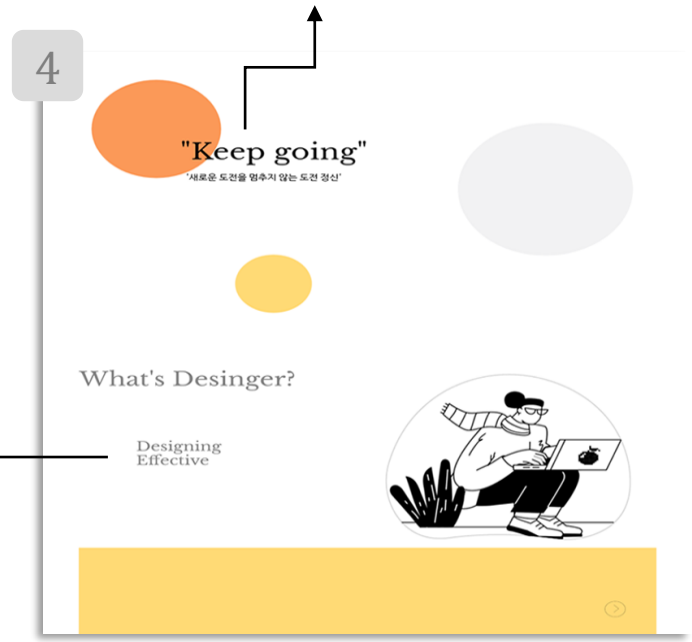 4
"Keep going"
'새로운 도전을 멈추지 않는 도전 정신'
What's Desinger?
Designing
Effective